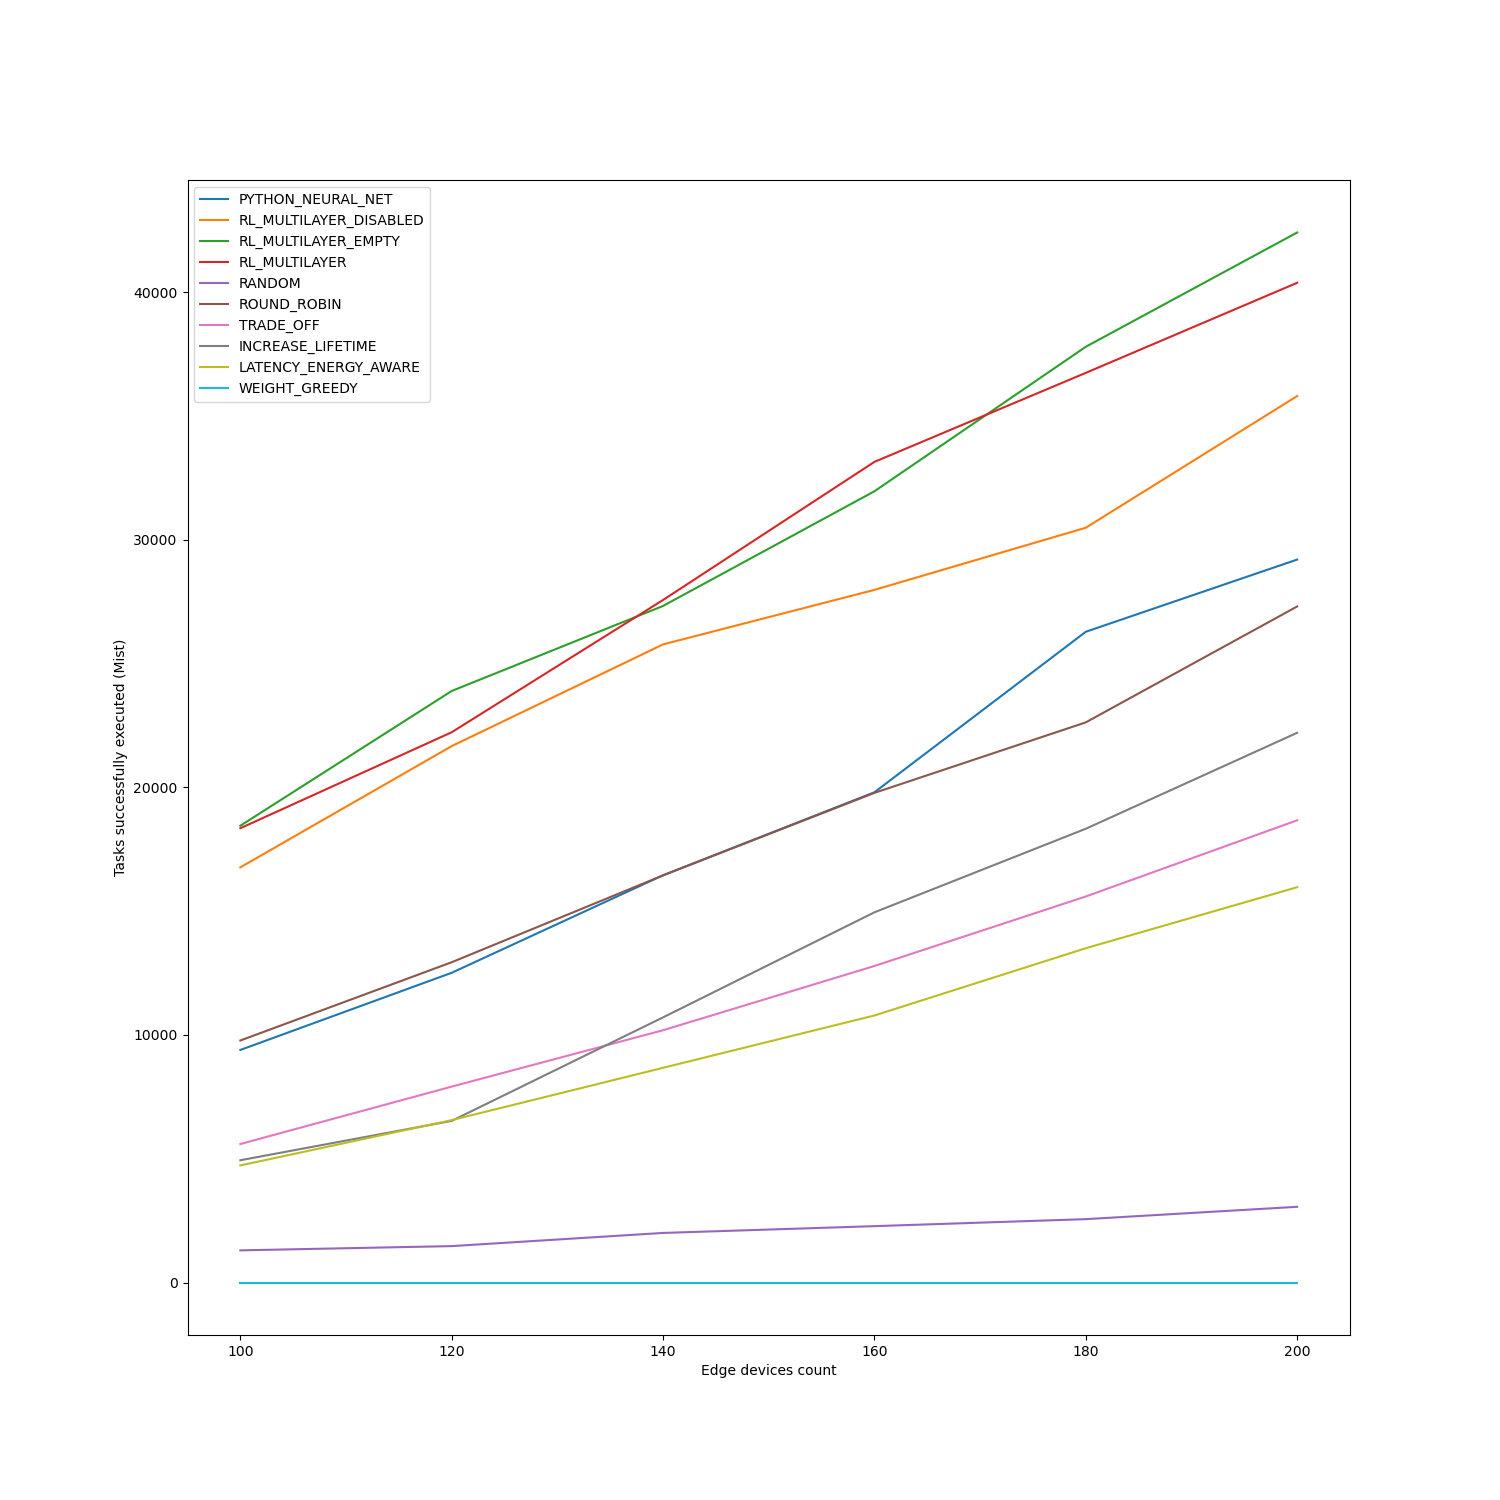 PYTHON_NEURAL_NET
RL_MULTILAYER_DISABLED
RL_MULTILAYER_EMPTY
RL_MULTILAYER
RANDOM
ROUND_ROBIN
TRADE_OFF
INCREASE_LIFETIME
LATENCY_ENERGY_AWARE
WEIGHT_GREEDY
40000
30000
20000
10000
0
Tasks successfully executed (Mist)
100 120 140 160 180 200
Edge devices count